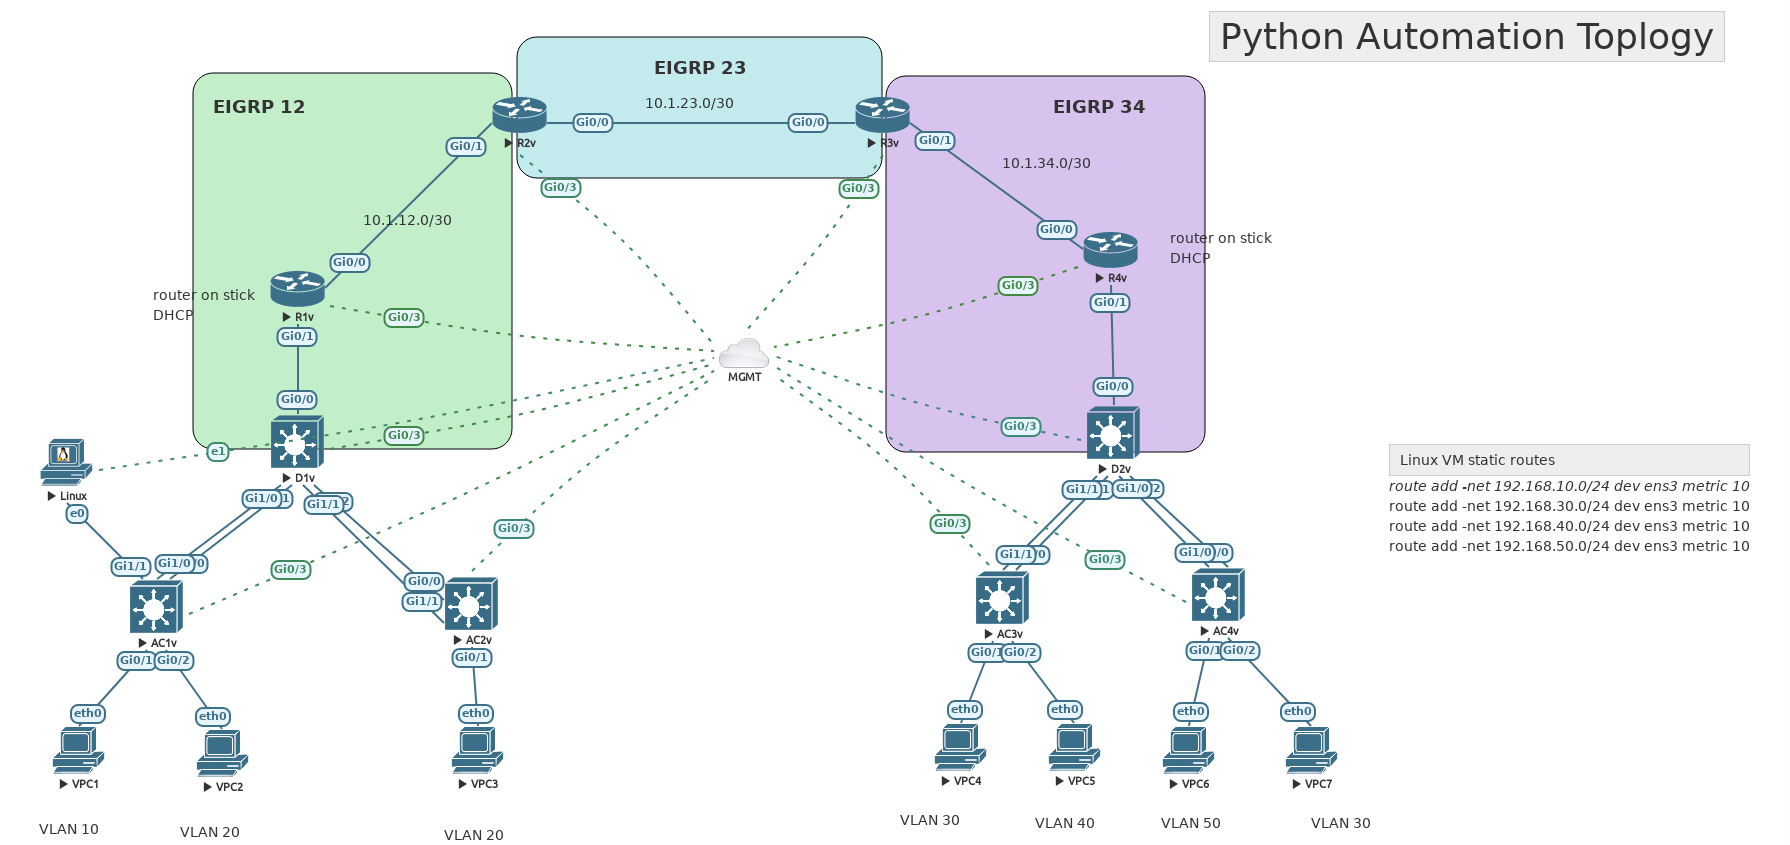 Python Automation Toplogy
EIGRP 23
EIGRP 12
EIGRP 34
10.1.23.0/30
Gi0/0
Gi0/0
Gi0/1
R2v
R3v
Gi0/1
10.1.34.0/30
Gi0/3
Gi0/3
10.1.12.0/30
Gi0/0
Gi0/0
router on stick
DHCP
R4v
Gi0/3
Gi0/1
router on stick
DHCP
R1v
Gi0/3
Gi0/1
MGMT
Gi0/0
Gi0/0
Gi0/3
Gi0/3
e1
D1v
D2v
Linux
e0
Gi1/0
1
Gi1/1
2
Gi1/1
1
Gi1/0
2
Linux VM static routes
route add -net 192.168.10.0/24 dev ens3 metric 10
route add -net 192.168.30.0/24 dev ens3 metric 10
route add -net 192.168.40.0/24 dev ens3 metric 10
route add -net 192.168.50.0/24 dev ens3 metric 10
Gi0/3
Gi0/3
Gi1/1
Gi1/0
/0
Gi0/3
Gi0/0
Gi1/1
Gi1/1
/0
Gi0/3
Gi1/0
/0
AC1v
AC2v
AC3v
AC4v
Gi0/1
Gi0/2
Gi0/1
Gi0/1
Gi0/2
Gi0/1
Gi0/2
eth0
eth0
eth0
eth0
eth0
eth0
eth0
VPC1
VPC2
VPC3
VPC4
VPC5
VPC6
VPC7
VLAN 10
VLAN 20
VLAN 20
VLAN 30
VLAN 40
VLAN 50
VLAN 30